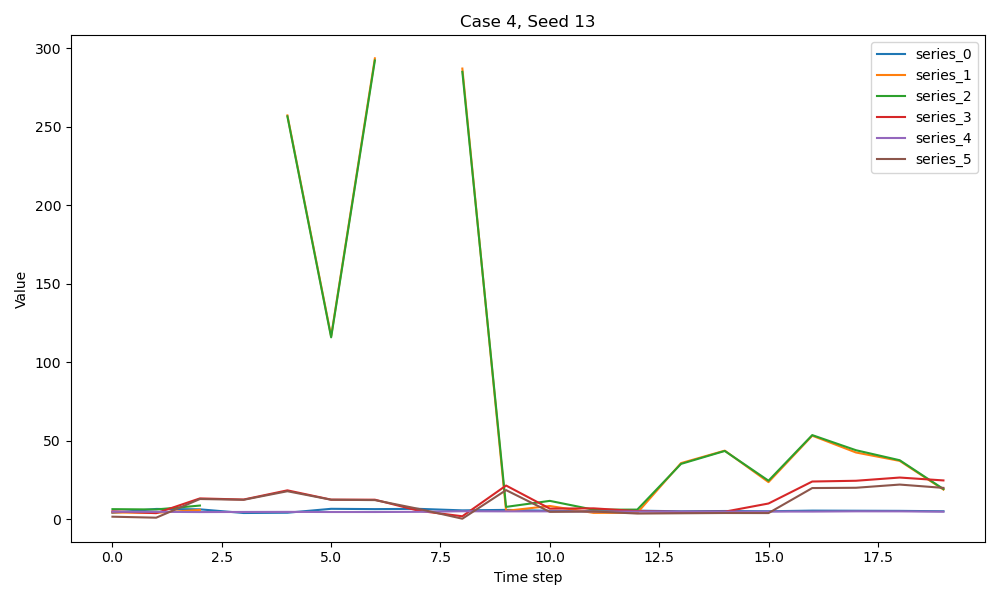 Case 4, Seed 13
Value
300
250
200
150
100
50
0
0.0 2.5 5.0 7.5 10.0 12.5 15.0 17.5
Time step
series_0
series_1
series_2
series_3
series_4
series_5